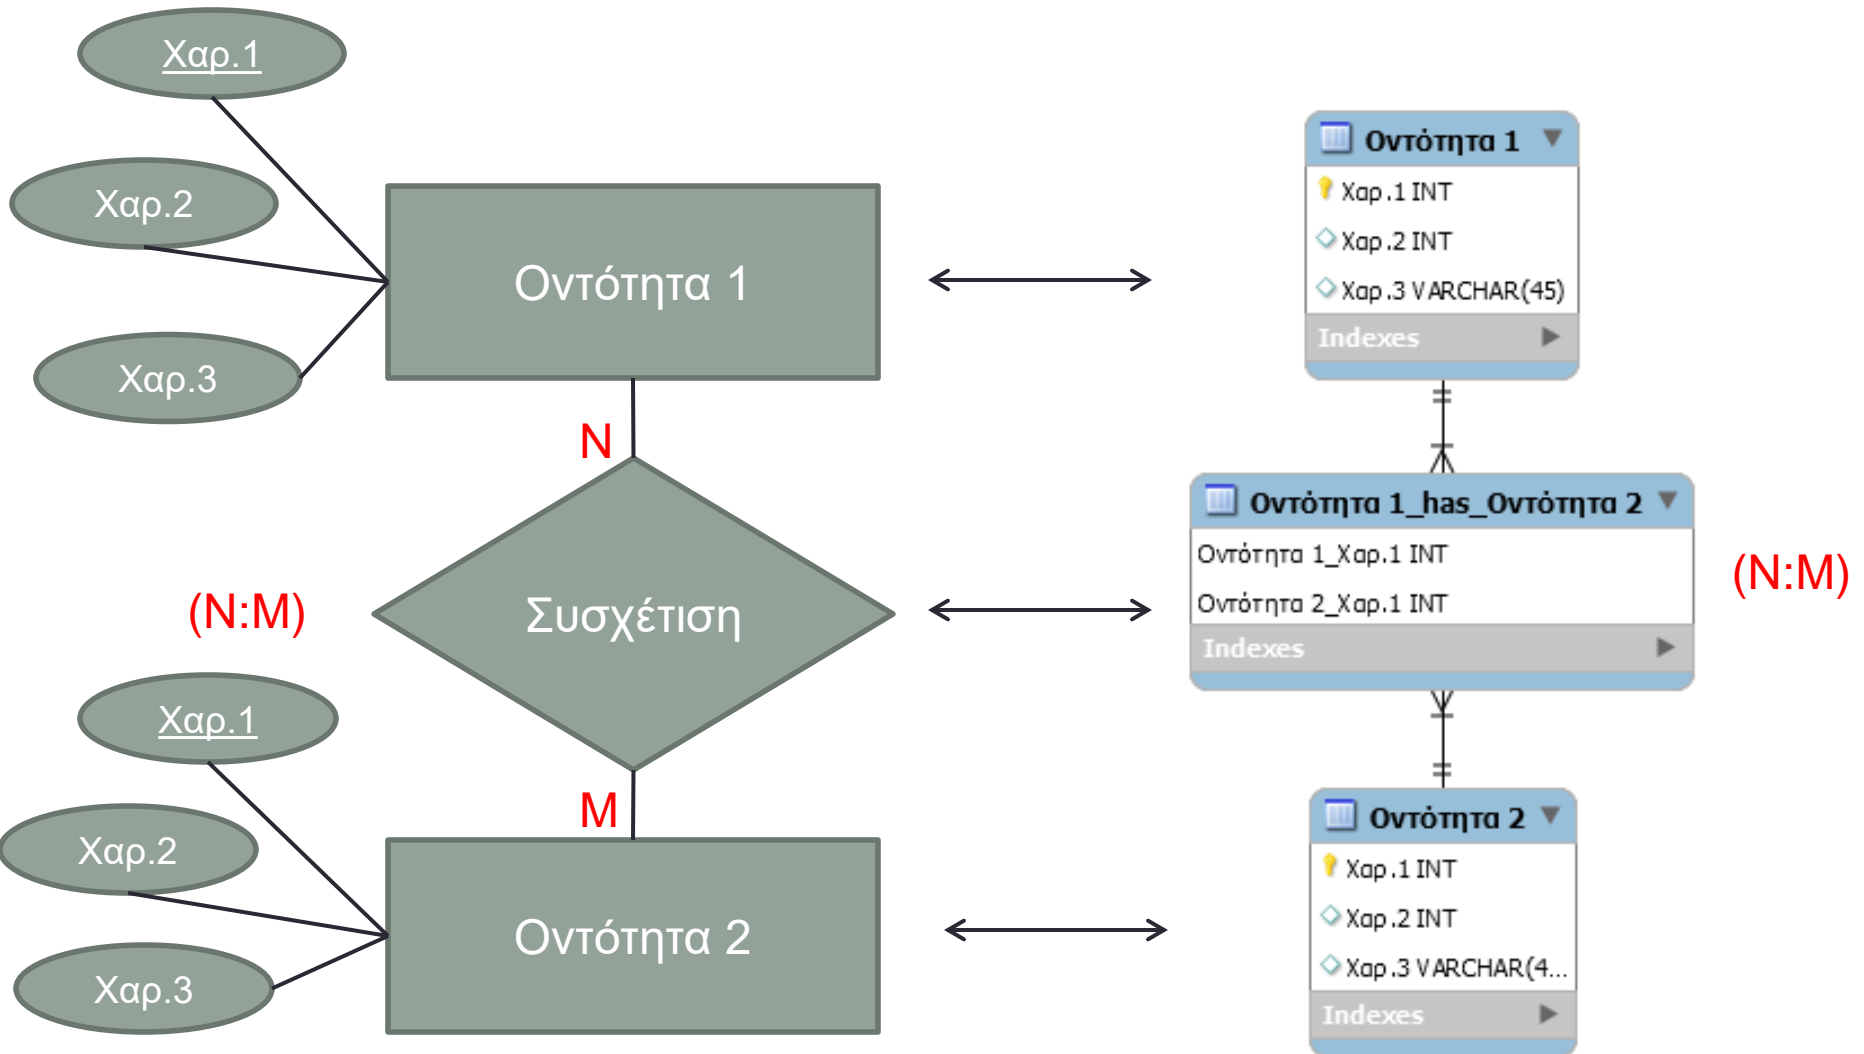 Χαρ.1
Χαρ.2
Χαρ.3
Οντότητα 1
N
(N:M)
Συσχέτιση
M
Χαρ.1
Χαρ.2
Χαρ.3
Οντότητα 2
Οντότητα 1
Χαρ.1 INT
Χαρ.2 INT
Χαρ.3 VARCHAR(45)
Indexes
Οντότητα 1_has_Οντότητα 2
Οντότητα 1_Χαρ.1 INT
Οντότητα 2_Χαρ.1 INT
Indexes
(N:M)
Οντότητα 2
Χαρ.1 INT
Χαρ.2 INT
Χαρ.3 VARCHAR(4...
Indexes